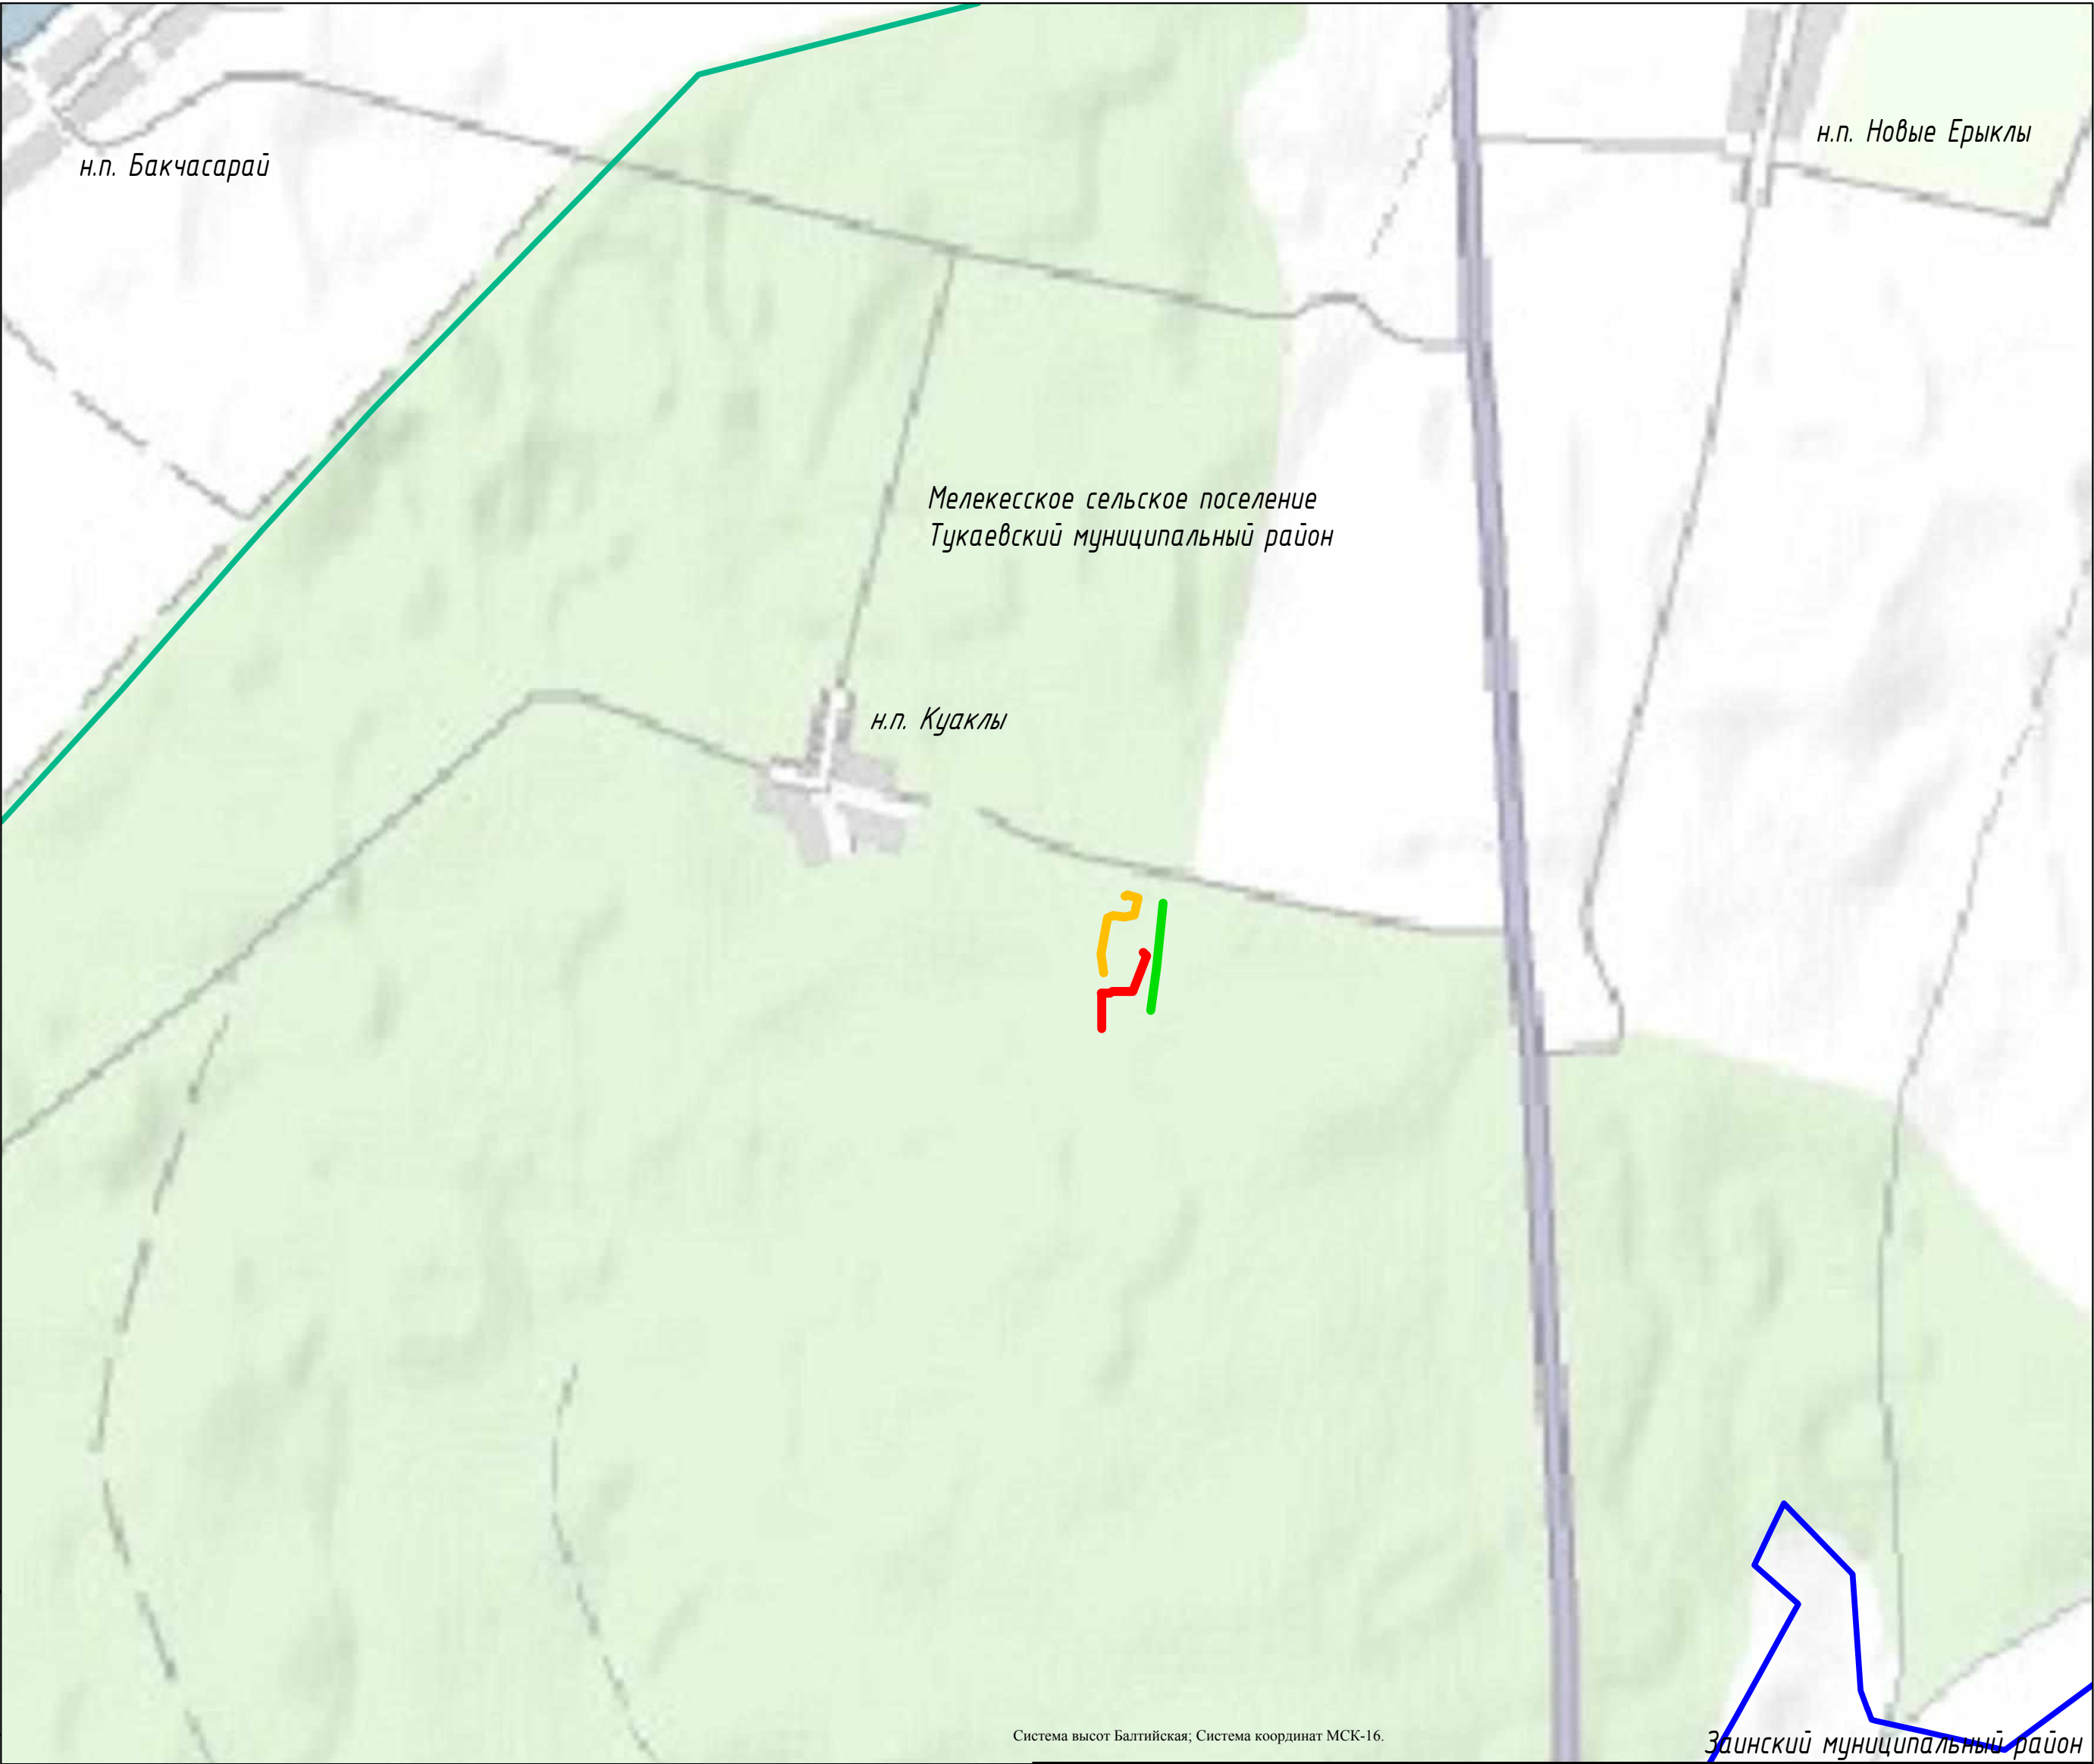 н.п. Новые Ерыклы
н.п. Бакчасарай
Мелекесское сельское поселение
Тукаевский муниципальный район
н.п. Куаклы
Система высот Балтийская; Система координат МСК-16.
Заинский муниципальный район